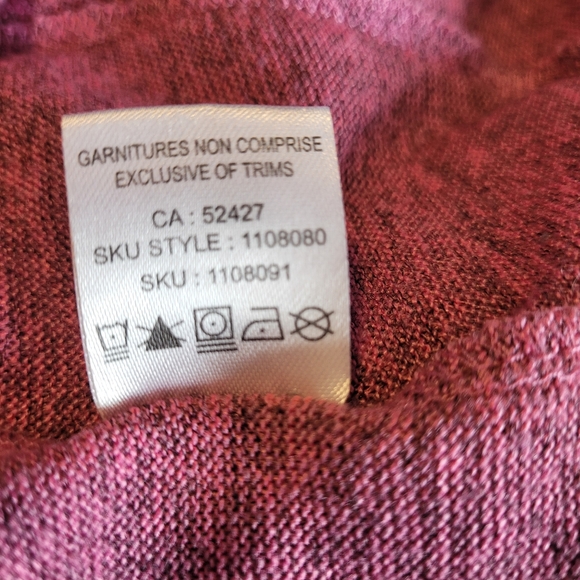 GARNITURES NON COMPRISE
EXCLUSIVE OF TRIMS
CA : 52427
SKU STYLE : 1108080
SKU : 1108091